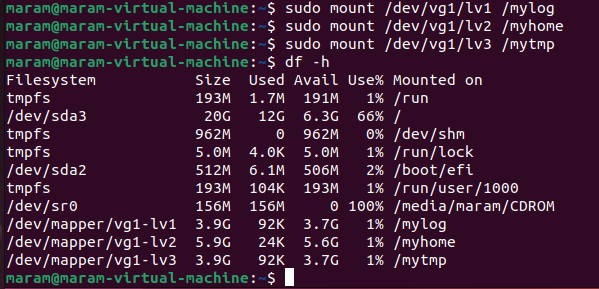 maram@maram-virtual-machine:~$ sudo mount /dev/vg1/lv1 /mylog
maram@maram-virtual-machine:~$ sudo mount /dev/vg1/lv2 /myhome
maram@maram-virtual-machine:~$ sudo mount /dev/vg1/lv3 /mytmp
maram@maram-virtual-machine:~$ df -h
Filesystem           Size  Used Avail Use% Mounted on
tmpfs                193M  1.7M  191M   1% /run
/dev/sda3             20G   12G  6.3G  66% /
tmpfs                962M     0  962M   0% /dev/shm
tmpfs                5.0M  4.0K  5.0M   1% /run/lock
/dev/sda2            512M  6.1M  506M   2% /boot/efi
tmpfs                193M  104K  193M   1% /run/user/1000
/dev/sr0             156M  156M     0 100% /media/maram/CDROM
/dev/mapper/vg1-lv1  3.9G   92K  3.7G   1% /mylog
/dev/mapper/vg1-lv2  5.9G   24K  5.6G   1% /myhome
/dev/mapper/vg1-lv3  3.9G   92K  3.7G   1% /mytmp
maram@maram-virtual-machine:~$